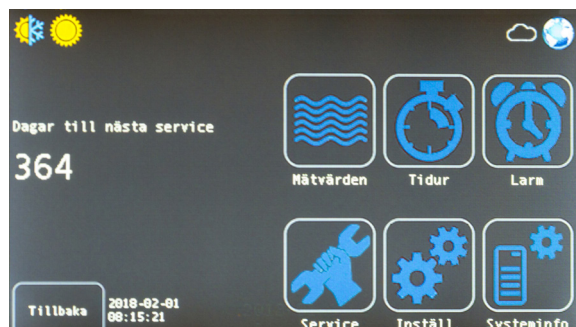 Dagar till nästa service
364
Mätvärden Tidur Larm
Service Inställ Systeminfo
Tillbaka
2018-02-01
08:15:21